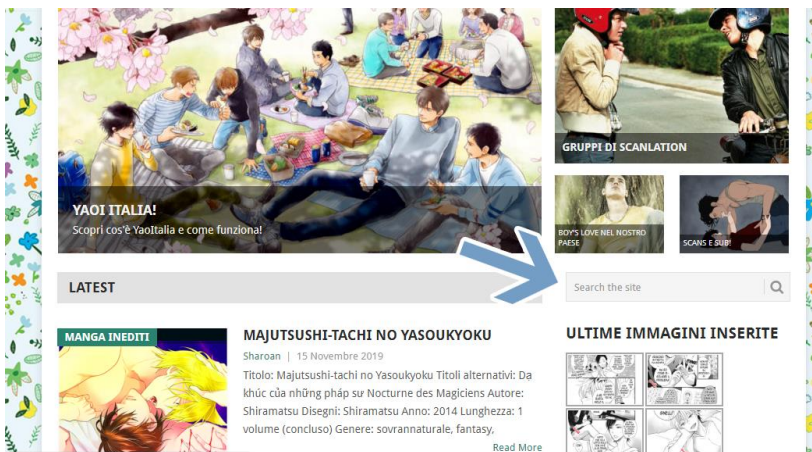 YAOI ITALIA!
Scopri cos'è YaoItalia e come funziona!
GRUPPI DI SCANLATION
BOY'S LOVE NEL NOSTRO
PAESE
SCANS E SUB!
LATEST
Search the site
MANGA INEDITI
MAJUTSUSHI-TACHI NO YASOUKYOKU
Sharoan | 15 Novembre 2019
Titolo: Majutsushi-tachi no Yasoukyoku Titoli alternativi: Dạ
khúc của những pháp sư Nocturne des Magiciens Autore:
Shiramatsu Disegni: Shiramatsu Anno: 2014 Lunghezza: 1
volume (concluso) Genere: sovrannaturale, fantasy,
Read More
ULTIME IMMAGINI INSERITE